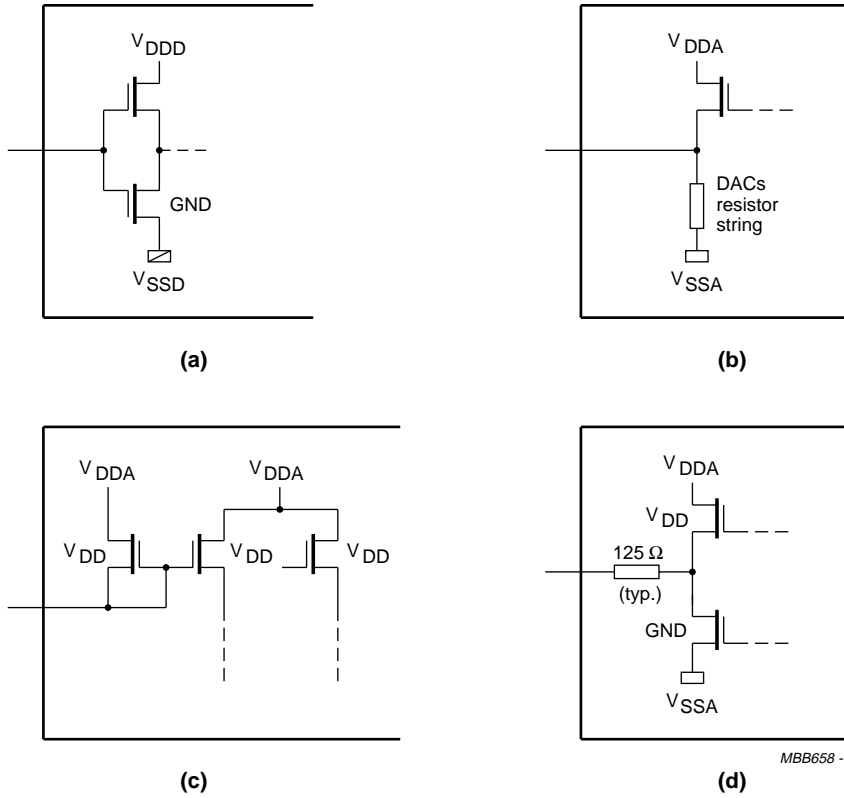 V DDD
GND
V SSD
(a)
V DDA
DACs
resistor
string
V SSA
(b)
V DDA
V DDA
V DD
V DD
V DD
(c)
V DDA
V DD
125 Ω
(typ.)
GND
V SSA
MBB658 -
(d)